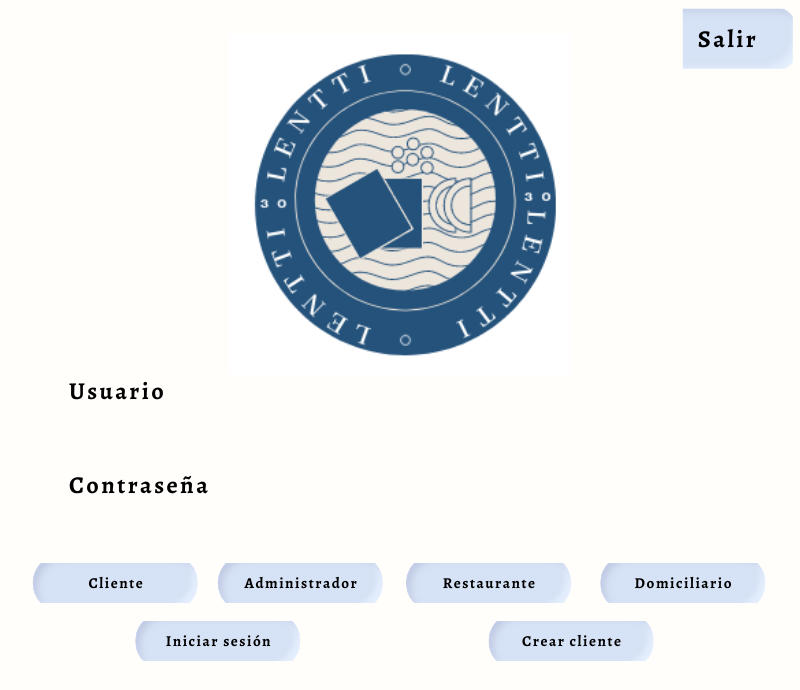 Salir
LENTTI
LENTTI
30
30
LENTTI
LENTTI
Usuario
Contraseña
Cliente
Administrador
Restaurante
Domiciliario
Iniciar sesión
Crear cliente